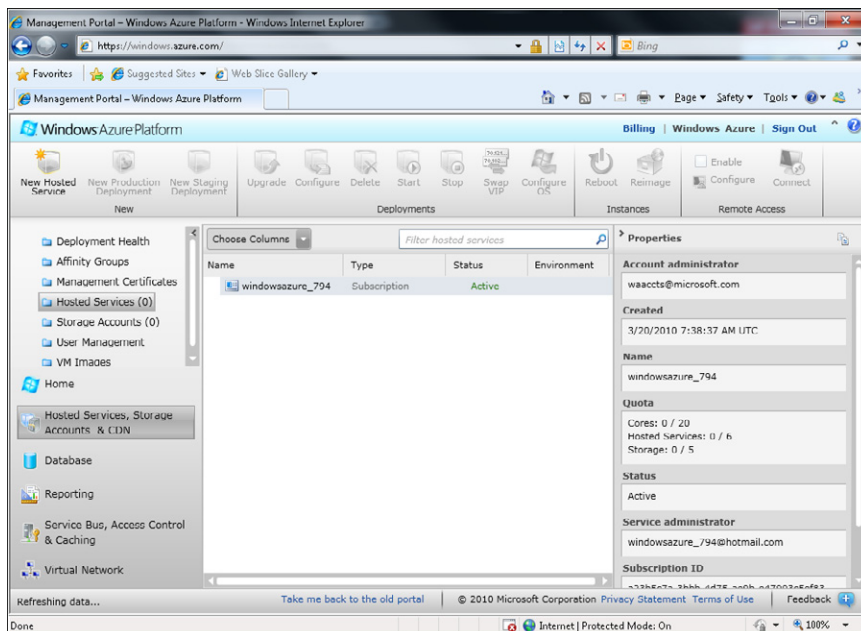 Management Portal – Windows Azure Platform - Windows Internet Explorer
https://windows.azure.com/
Bing
Favorites Suggested Sites Web Slice Gallery
Management Portal – Windows Azure Platform
Page Safety Tools
Windows Azure Platform
Billing | Windows Azure | Sign Out
New Hosted Service
New Production Deployment
New Staging Deployment
Upgrade
Configure
Delete
Start
Stop
Swap VIP
Configure OS
Reboot
Reimage
Enable
Configure
Connect
New
Deployments
Instances
Remote Access
Deployment Health
Affinity Groups
Management Certificates
Hosted Services (0)
Storage Accounts (0)
User Management
VM Images
Home
Hosted Services, Storage
Accounts & CDN
Database
Reporting
Service Bus, Access Control
& Caching
Virtual Network
Choose Columns
Filter hosted services
Name Type Status Environment
windowsazure_794 Subscription Active
Properties
Account administrator
waaccts@microsoft.com
Created
3/20/2010 7:38:37 AM UTC
Name
windowsazure_794
Quota
Cores: 0 / 20
Hosted Services: 0 / 6
Storage: 0 / 5
Status
Active
Service administrator
windowsazure_794@hotmail.com
Subscription ID
Refreshing data...
Take me back to the old portal
© 2010 Microsoft Corporation Privacy Statement Terms of Use
Feedback
Done
Internet | Protected Mode: On
100%